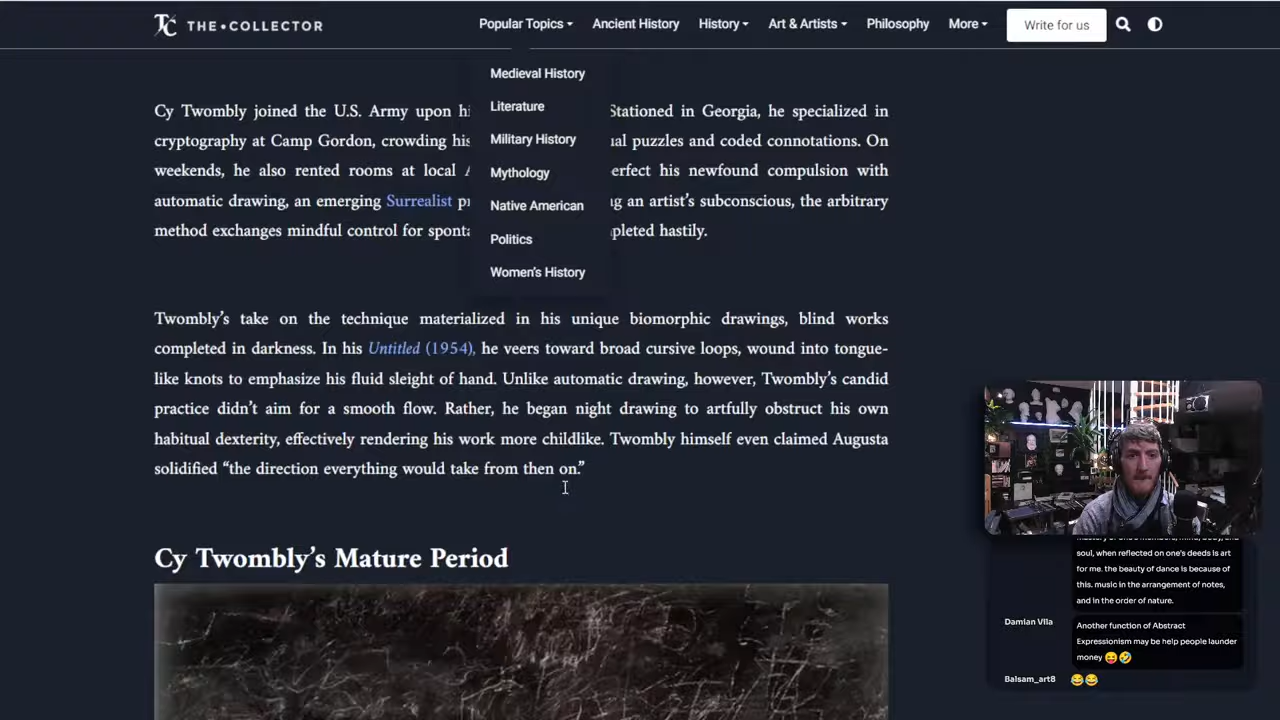 THE•COLLECTOR
Popular Topics
Ancient History
History
Art & Artists
Philosophy
More
Write for us
Medieval History
Literature
Military History
Mythology
Native American
Politics
Women's History
Cy Twombly joined the U.S. Army upon Stationed in Georgia, he specialized in
cryptography at Camp Gordon, crowding his puzzles and coded connotations. On
weekends, he also rented rooms at local his newfound compulsion with
automatic drawing, an emerging Surrealist an artist's subconscious, the arbitrary
method exchanges mindful control for hastily.
Twombly's take on the technique materialized in his unique biomorphic drawings, blind works
completed in darkness. In his Untitled (1954), he veers toward broad cursive loops, wound into tongue-
like knots to emphasize his fluid sleight of hand. Unlike automatic drawing, however, Twombly's candid
practice didn't aim for a smooth flow. Rather, he began night drawing to artfully obstruct his own
habitual dexterity, effectively rendering his work more childlike. Twombly himself even claimed Augusta
solidified “the direction everything would take from then on.”
Cy Twombly's Mature Period
soul, when reflected on one's deeds is art
for me. the beauty of dance is because of
this. music in the arrangement of notes,
and in the order of nature.
Damian Vila
Another function of Abstract
Expressionism may be help people launder
money 😝🤣
Balsam_art8 😂😂